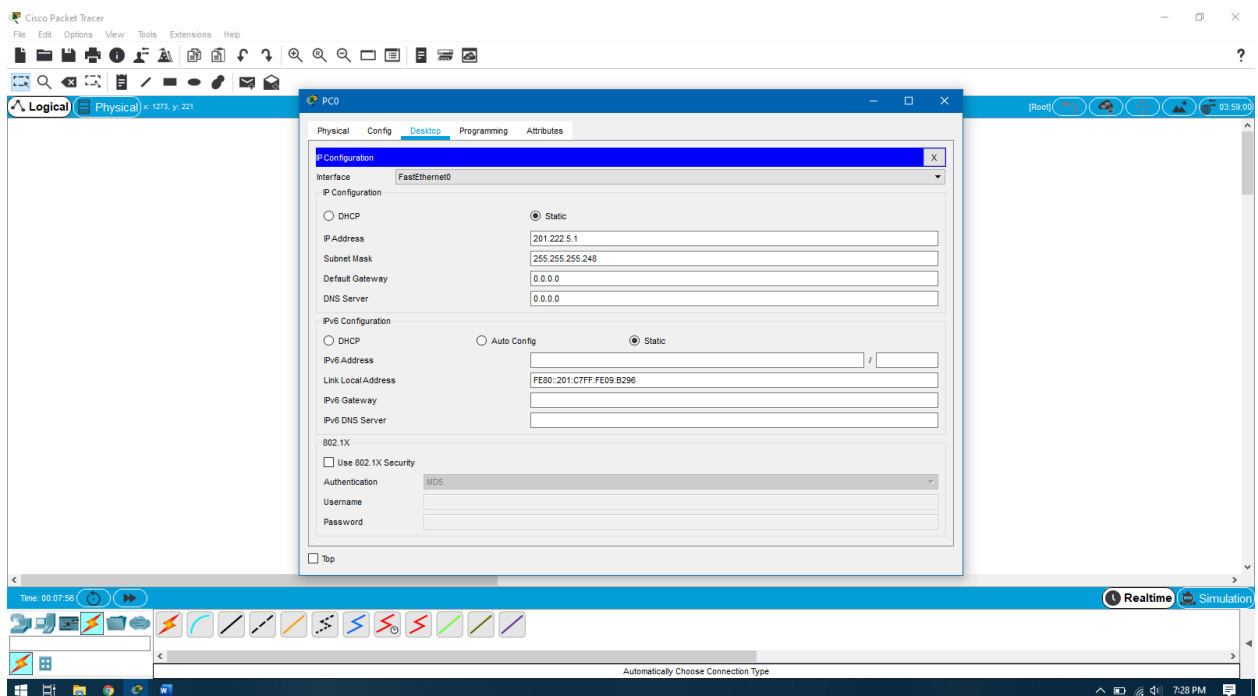 Cisco Packet Tracer
File Edit Options View Tools Extensions Help
?
Logical Physical x: 1273, y: 221
[Root] 03:59:00
PC0
Physical Config Desktop Programming Attributes
IP Configuration X
Interface FastEthernet0
IP Configuration
DHCP Static
IP Address 201.222.5.1
Subnet Mask 255.255.255.248
Default Gateway 0.0.0.0
DNS Server 0.0.0.0
IPv6 Configuration
DHCP Auto Config Static
IPv6 Address /
Link Local Address FE80::201:C7FF:FE09:B296
IPv6 Gateway
IPv6 DNS Server
802.1X
Use 802.1X Security
Authentication MD5
Username
Password
Top
Time: 00:07:56
Realtime Simulation
Automatically Choose Connection Type
7:28 PM